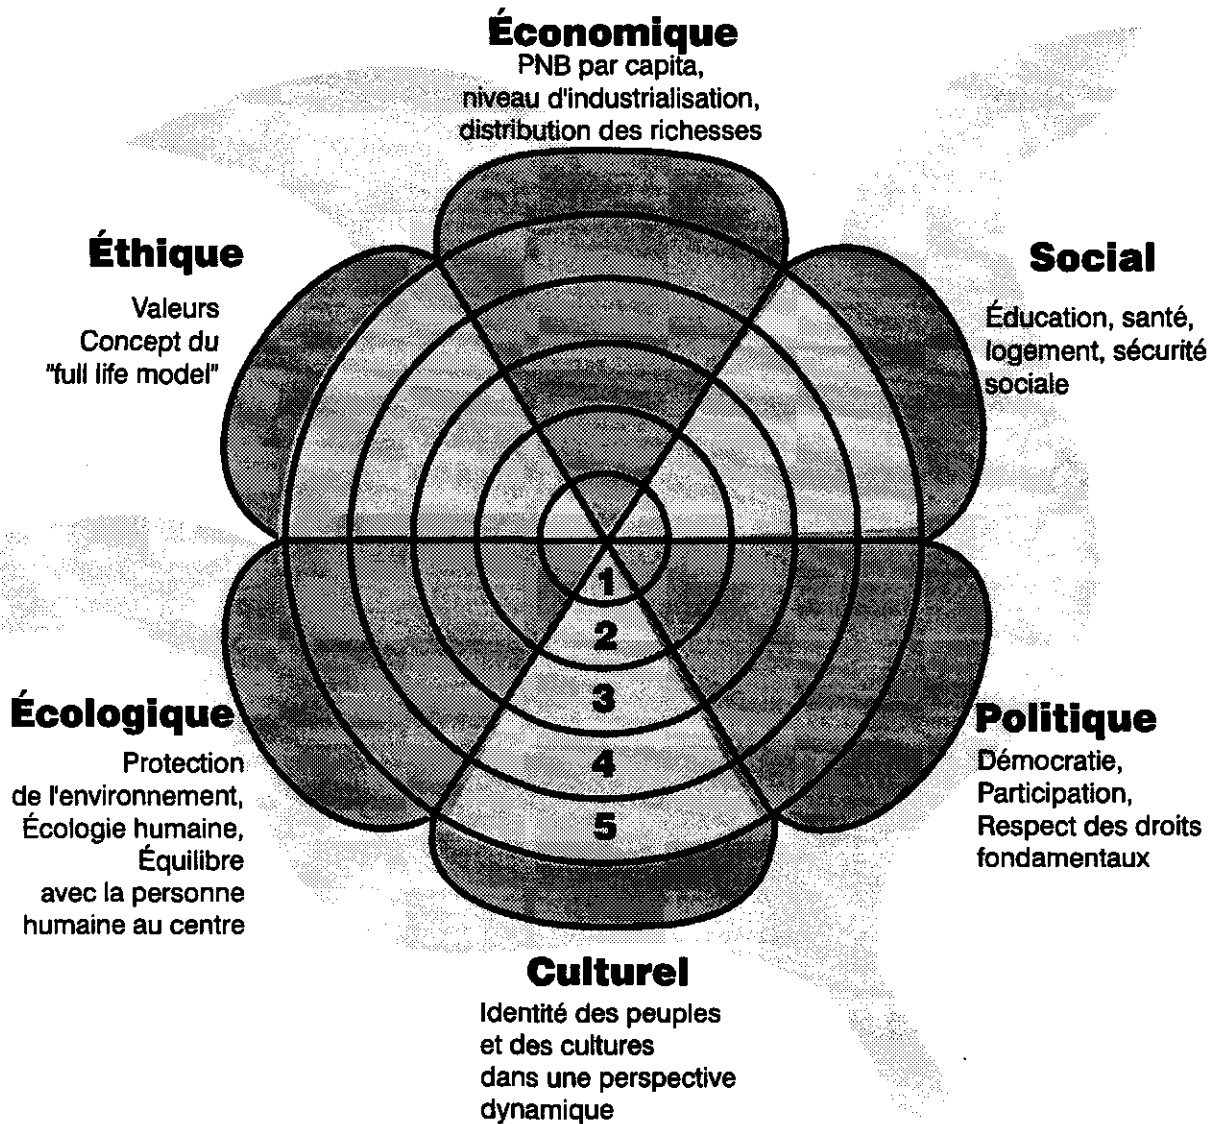 Économique
PNB par capita,
niveau d'industrialisation,
distribution des richesses
Éthique
Valeurs
Concept du
"full life model"
Social
Éducation, santé,
logement, sécurité
sociale
1
2
3
4
5
Écologique
Protection
de l'environnement,
Écologie humaine,
Équilibre
avec la personne
humaine au centre
Politique
Démocratie,
Participation,
Respect des droits
fondamentaux
Culturel
Identité des peuples
et des cultures
dans une perspective
dynamique